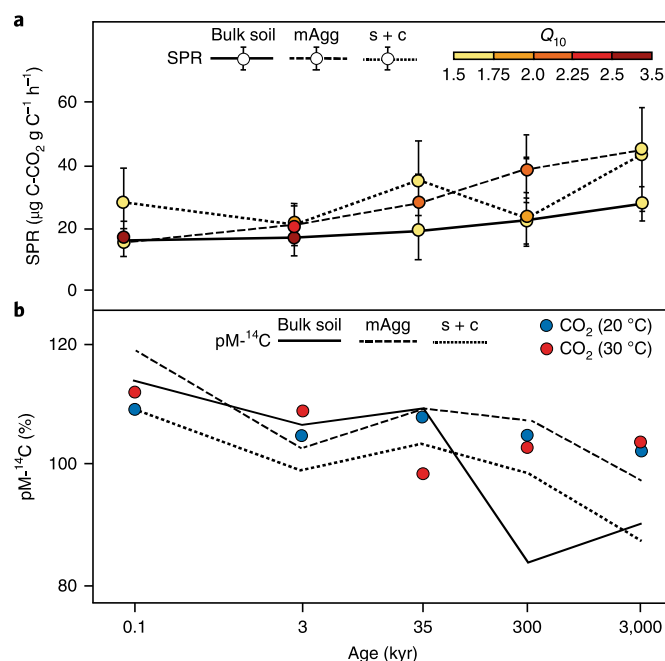 a
Bulk soil mAgg s + c
SPR
Q10
1.5 1.75 2.0 2.25 2.5 3.5
SPR (μg C-CO2 g C−1 h−1)
60
40
20
0
b
Bulk soil mAgg s + c
pM-14C
CO2 (20 °C)
CO2 (30 °C)
pM-14C (%)
120
100
80
0.1 3 35 300 3,000
Age (kyr)